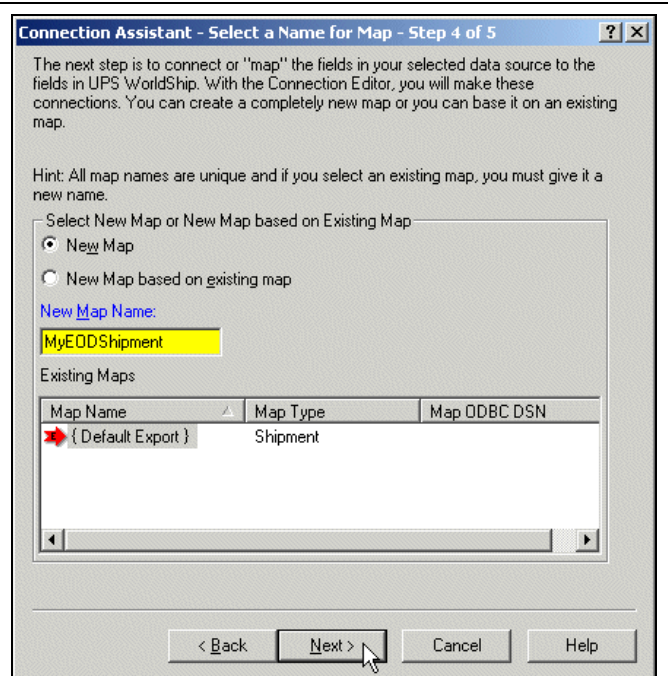 Connection Assistant - Select a Name for Map - Step 4 of 5
The next step is to connect or "map" the fields in your selected data source to the
fields in UPS WorldShip. With the Connection Editor, you will make these
connections. You can create a completely new map or you can base it on an existing
map.
Hint: All map names are unique and if you select an existing map, you must give it a
new name.
Select New Map or New Map based on Existing Map
New Map
New Map based on existing map
New Map Name:
MyEODShipment
Existing Maps
Map Name Map Type Map ODBC DSN
{ Default Export } Shipment
< Back Next > Cancel Help